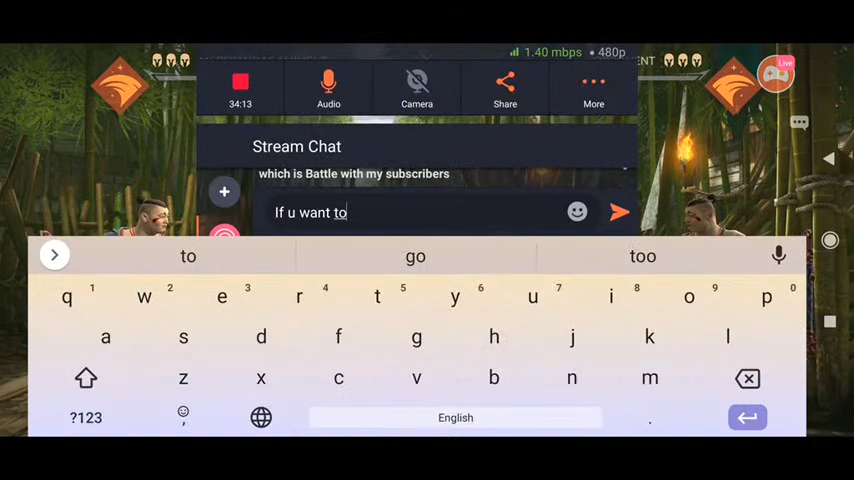 1.40 mbps • 480p
MENT
Live
34:13
Audio
Camera
Share
More
Stream Chat
which is Battle with my subscribers
If u want to
to
go
too
q 1 w 2 e 3 r 4 t 5 y 6 u 7 i 8 o 9 p 0
a s d f g h j k l
z x c v b n m
?123 , English .